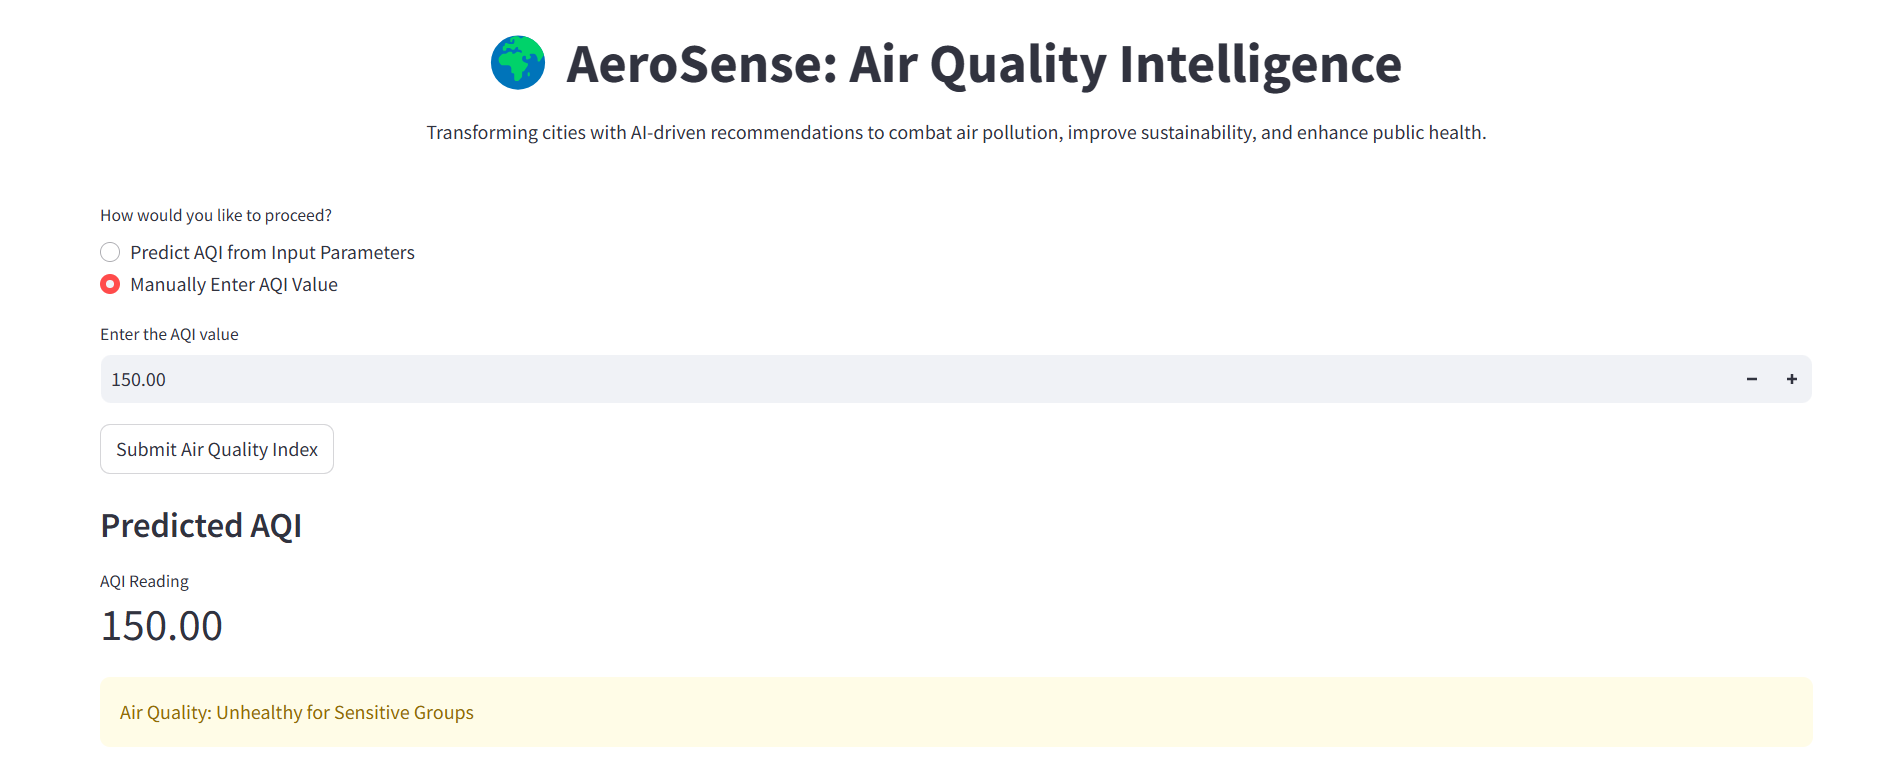 AeroSense: Air Quality Intelligence
Transforming cities with AI-driven recommendations to combat air pollution, improve sustainability, and enhance public health.
How would you like to proceed?
Predict AQI from Input Parameters
Manually Enter AQI Value
Enter the AQI value
150.00
Submit Air Quality Index
Predicted AQI
AQI Reading
150.00
Air Quality: Unhealthy for Sensitive Groups